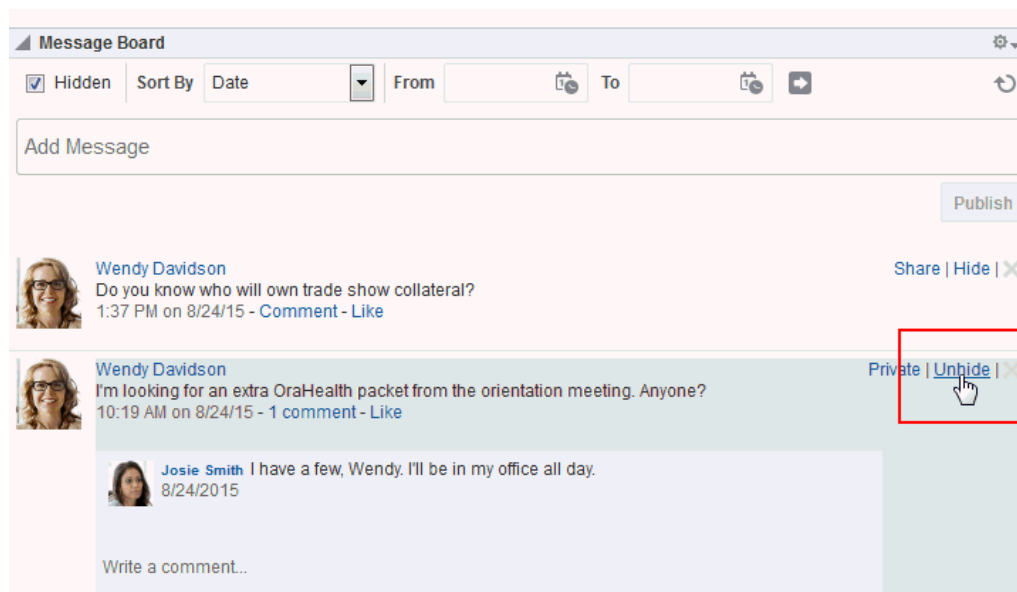 Message Board
Hidden Sort By Date From To
Add Message
Publish
Wendy Davidson Share | Hide |
Do you know who will own trade show collateral?
1:37 PM on 8/24/15 - Comment - Like
Wendy Davidson Private | Unhide |
I'm looking for an extra OraHealth packet from the orientation meeting. Anyone?
10:19 AM on 8/24/15 - 1 comment - Like
Josie Smith I have a few, Wendy. I'll be in my office all day.
8/24/2015
Write a comment...